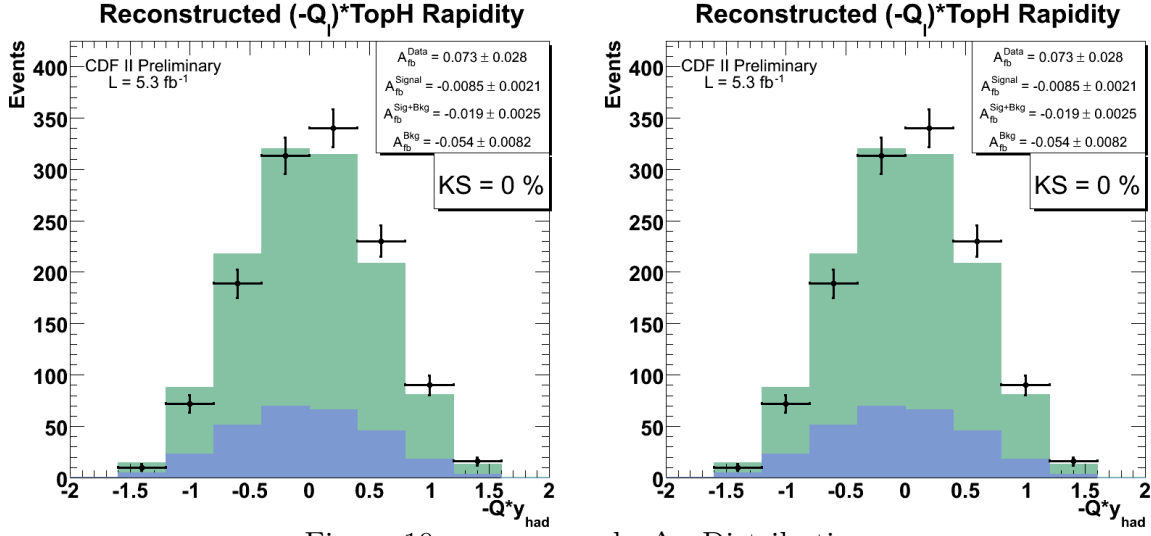 Reconstructed (-Q_l)*TopH Rapidity
Events
CDF II Preliminary
L = 5.3 fb⁻¹
A_fb^Data = 0.073 ± 0.028
A_fb^Signal = -0.0085 ± 0.0021
A_fb^Sig+Bkg = -0.019 ± 0.0025
A_fb^Bkg = -0.054 ± 0.0082
KS = 0 %
400
350
300
250
200
150
100
50
0
-2 -1.5 -1 -0.5 0 0.5 1 1.5 2
-Q*y_had
Reconstructed (-Q_l)*TopH Rapidity
Events
CDF II Preliminary
L = 5.3 fb⁻¹
A_fb^Data = 0.073 ± 0.028
A_fb^Signal = -0.0085 ± 0.0021
A_fb^Sig+Bkg = -0.019 ± 0.0025
A_fb^Bkg = -0.054 ± 0.0082
KS = 0 %
400
350
300
250
200
150
100
50
0
-2 -1.5 -1 -0.5 0 0.5 1 1.5 2
-Q*y_had